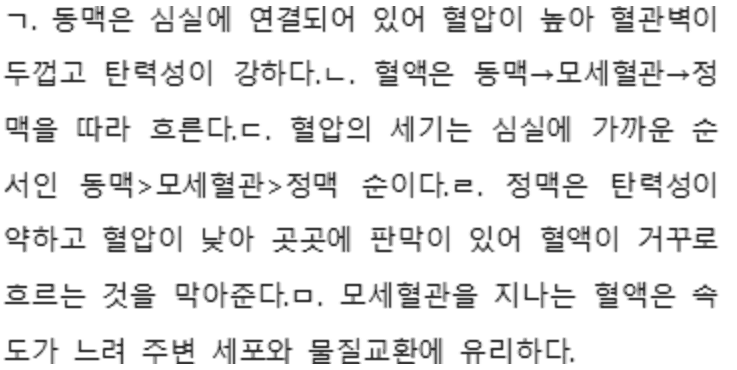 ㄱ. 동맥은 심실에 연결되어 있어 혈압이 높아 혈관벽이
두껍고 탄력성이 강하다.ㄴ. 혈액은 동맥→모세혈관→정
맥을 따라 흐른다.ㄷ. 혈압의 세기는 심실에 가까운 순
서인 동맥>모세혈관>정맥 순이다.ㄹ. 정맥은 탄력성이
약하고 혈압이 낮아 곳곳에 판막이 있어 혈액이 거꾸로
흐르는 것을 막아준다.ㅁ. 모세혈관을 지나는 혈액은 속
도가 느려 주변 세포와 물질교환에 유리하다.